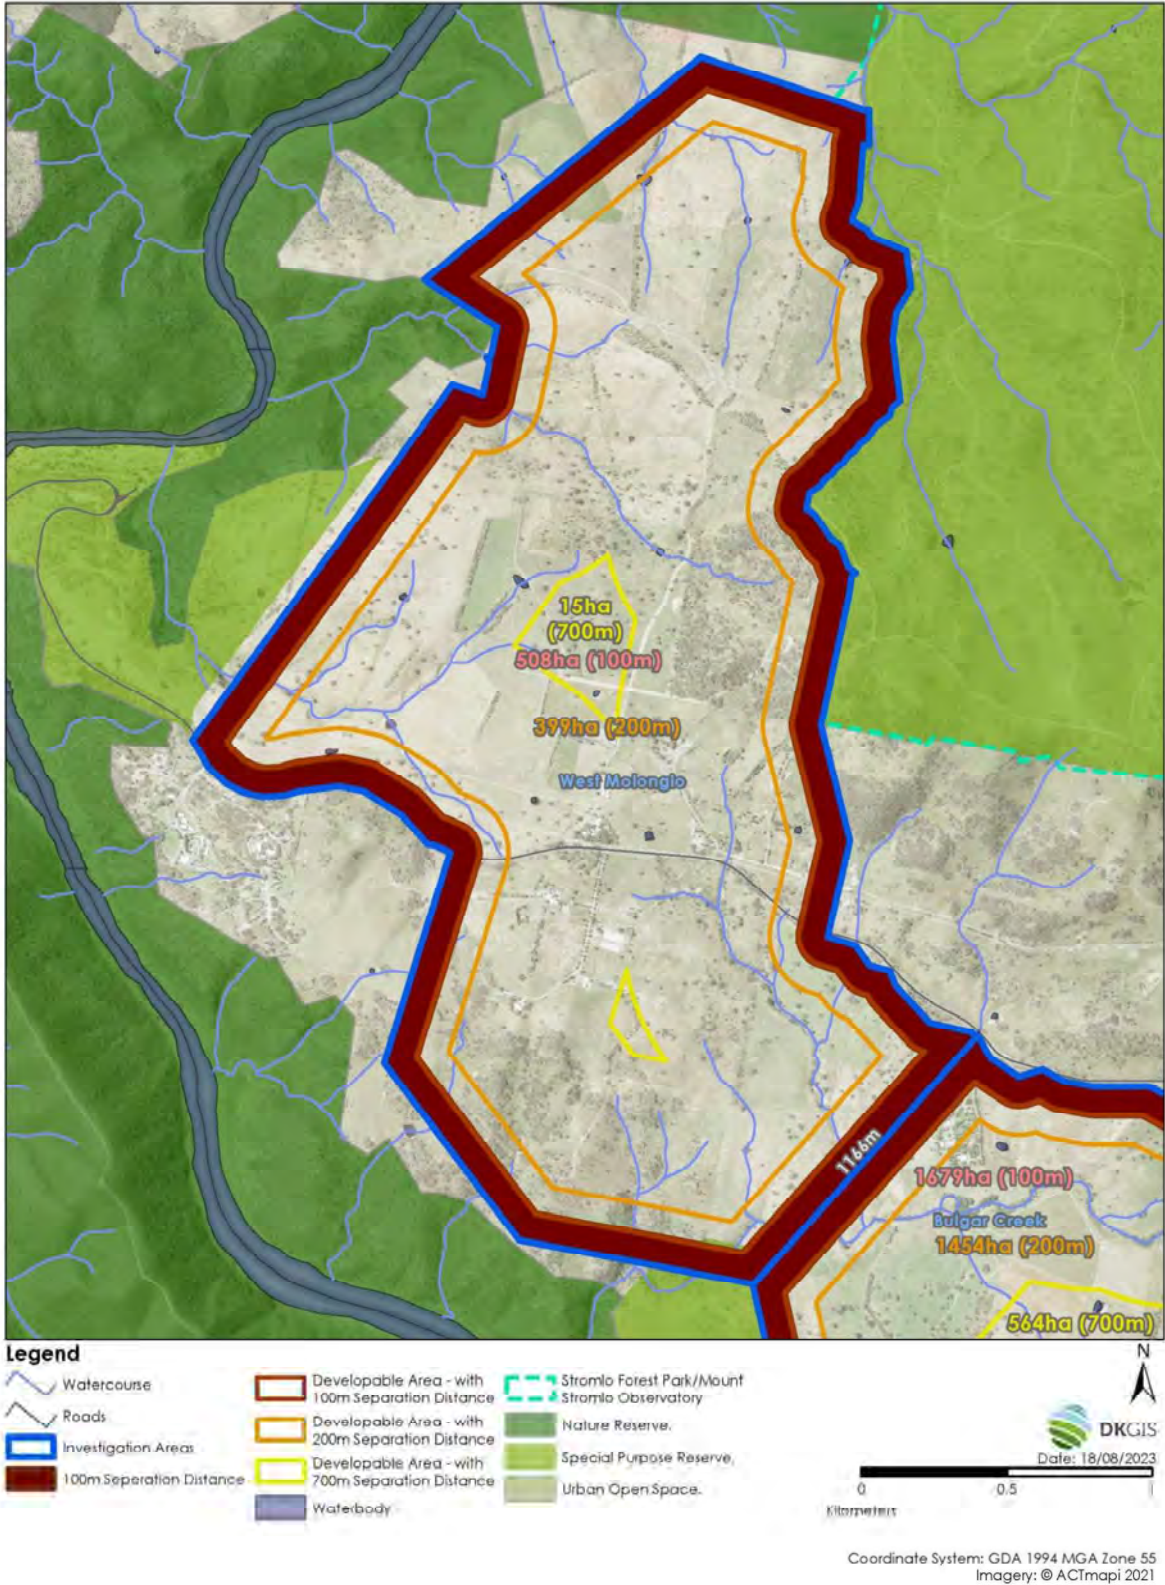 15ha
(700m)
508ha (100m)
399ha (200m)
West Molonglo
1166m
1679ha (100m)
Bulgar Creek
1454ha (200m)
564ha (700m)
Legend
Watercourse
Roads
Investigation Areas
100m Seperation Distance
Developable Area - with
100m Separation Distance
Developable Area - with
200m Separation Distance
Developable Area - with
700m Separation Distance
Waterbody
Stromlo Forest Park/Mount
Stromlo Observatory
Nature Reserve.
Special Purpose Reserve.
Urban Open Space.
N
DKGIS
Date: 18/08/2023
0 0.5 1
Kilometers
Coordinate System: GDA 1994 MGA Zone 55
Imagery: © ACTmapi 2021